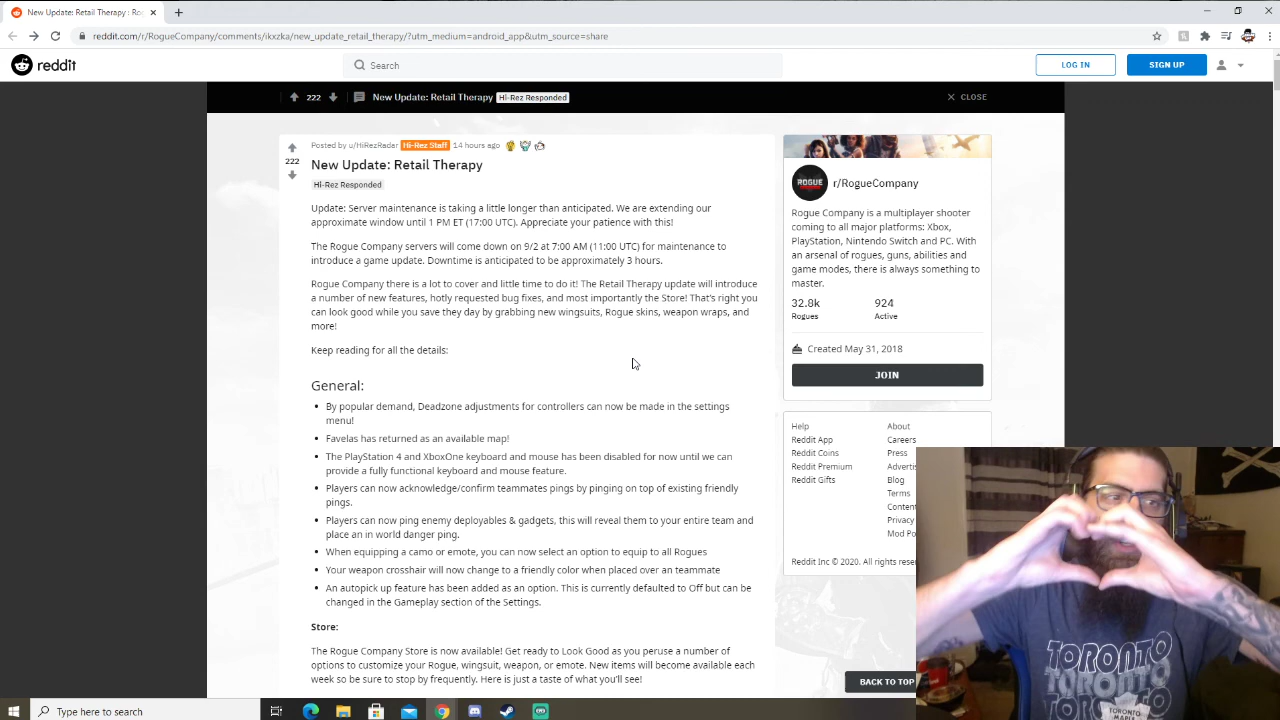 New Update: Retail Therapy : Ro
reddit.com/r/RogueCompany/comments/ikxzka/new_update_retail_therapy/?utm_medium=android_app&utm_source=share
reddit
Search
LOG IN
SIGN UP
222
New Update: Retail Therapy
Hi-Rez Responded
CLOSE
Posted by u/HiRezRadar Hi-Rez Staff 14 hours ago
222
New Update: Retail Therapy
Hi-Rez Responded
Update: Server maintenance is taking a little longer than anticipated. We are extending our
approximate window until 1 PM ET (17:00 UTC). Appreciate your patience with this!
The Rogue Company servers will come down on 9/2 at 7:00 AM (11:00 UTC) for maintenance to
introduce a game update. Downtime is anticipated to be approximately 3 hours.
Rogue Company there is a lot to cover and little time to do it! The Retail Therapy update will introduce
a number of new features, hotly requested bug fixes, and most importantly the Store! That's right you
can look good while you save they day by grabbing new wingsuits, Rogue skins, weapon wraps, and
more!
Keep reading for all the details:
General:
• By popular demand, Deadzone adjustments for controllers can now be made in the settings
menu!
• Favelas has returned as an available map!
• The PlayStation 4 and XboxOne keyboard and mouse has been disabled for now until we can
provide a fully functional keyboard and mouse feature.
• Players can now acknowledge/confirm teammates pings by pinging on top of existing friendly
pings.
• Players can now ping enemy deployables & gadgets, this will reveal them to your entire team and
place an in world danger ping.
• When equipping a camo or emote, you can now select an option to equip to all Rogues
• Your weapon crosshair will now change to a friendly color when placed over an teammate
• An autopick up feature has been added as an option. This is currently defaulted to Off but can be
changed in the Gameplay section of the Settings.
Store:
The Rogue Company Store is now available! Get ready to Look Good as you peruse a number of
options to customize your Rogue, wingsuit, weapon, or emote. New items will become available each
week so be sure to stop by frequently. Here is just a taste of what you'll see!
ROGUE
r/RogueCompany
Rogue Company is a multiplayer shooter
coming to all major platforms: Xbox,
PlayStation, Nintendo Switch and PC. With
an arsenal of rogues, guns, abilities and
game modes, there is always something to
master.
32.8k 924
Rogues Active
Created May 31, 2018
JOIN
Help About
Reddit App Careers
Reddit Coins Press
Reddit Premium Adverti
Reddit Gifts Blog
Terms
Content
Privacy
Mod Po
Reddit Inc © 2020. All rights rese
BACK TO TOP
TORONTO
TORONTO
TORONTO
TORONTO
MAPLE
Type here to search